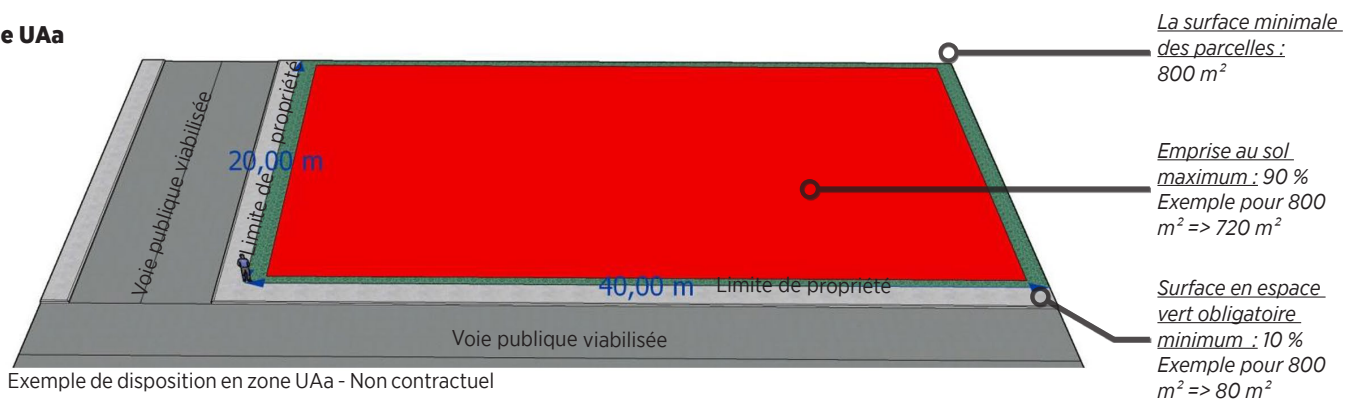 e UAa
La surface minimale
des parcelles :
800 m²
Voie publique viabilisée
Limite de propriété
20,00 m
Emprise au sol
maximum : 90 %
Exemple pour 800
m² => 720 m²
40,00 m Limite de propriété
Surface en espace
vert obligatoire
minimum : 10 %
Exemple pour 800
m² => 80 m²
Voie publique viabilisée
Exemple de disposition en zone UAa - Non contractuel